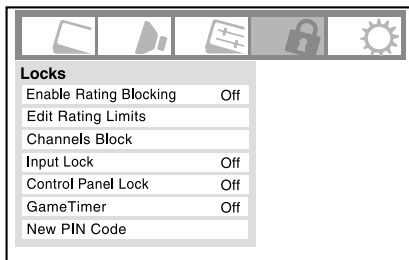 Locks
Enable Rating Blocking Off
Edit Rating Limits
Channels Block
Input Lock Off
Control Panel Lock Off
GameTimer Off
New PIN Code